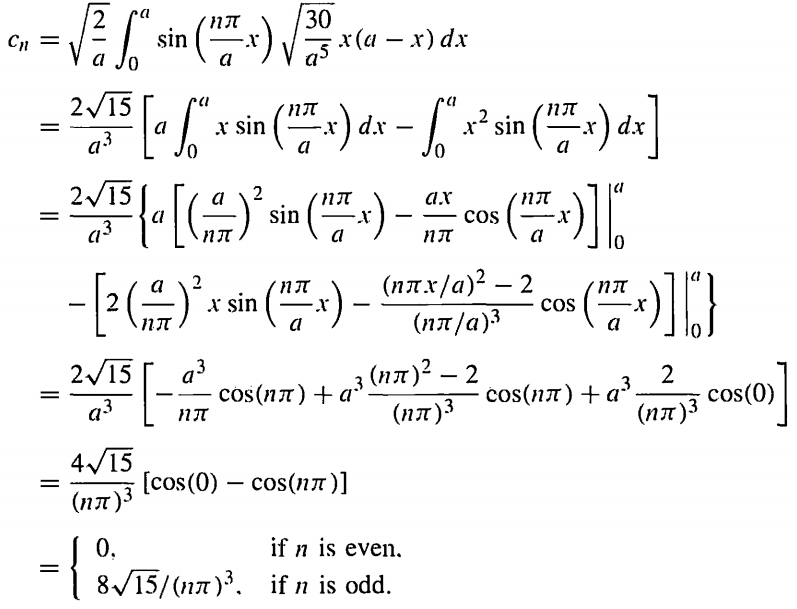 $c_n = \sqrt{\frac{2}{a}} \int_0^a \sin\left(\frac{n\pi}{a}x\right) \sqrt{\frac{30}{a^5}}\, x(a-x)\,dx$
$= \frac{2\sqrt{15}}{a^3} \left[ a \int_0^a x \sin\left(\frac{n\pi}{a}x\right) dx - \int_0^a x^2 \sin\left(\frac{n\pi}{a}x\right) dx \right]$
$= \frac{2\sqrt{15}}{a^3} \left\{ a \left[ \left(\frac{a}{n\pi}\right)^2 \sin\left(\frac{n\pi}{a}x\right) - \frac{ax}{n\pi} \cos\left(\frac{n\pi}{a}x\right) \right] \Big|_0^a \right.$
$\left. - \left[ 2\left(\frac{a}{n\pi}\right)^2 x \sin\left(\frac{n\pi}{a}x\right) - \frac{(n\pi x/a)^2 - 2}{(n\pi/a)^3} \cos\left(\frac{n\pi}{a}x\right) \right] \Big|_0^a \right\}$
$= \frac{2\sqrt{15}}{a^3} \left[ -\frac{a^3}{n\pi} \cos(n\pi) + a^3 \frac{(n\pi)^2 - 2}{(n\pi)^3} \cos(n\pi) + a^3 \frac{2}{(n\pi)^3} \cos(0) \right]$
$= \frac{4\sqrt{15}}{(n\pi)^3} [\cos(0) - \cos(n\pi)]$
$= \begin{cases} 0, & \text{if } n \text{ is even.} \\ 8\sqrt{15}/(n\pi)^3, & \text{if } n \text{ is odd.} \end{cases}$